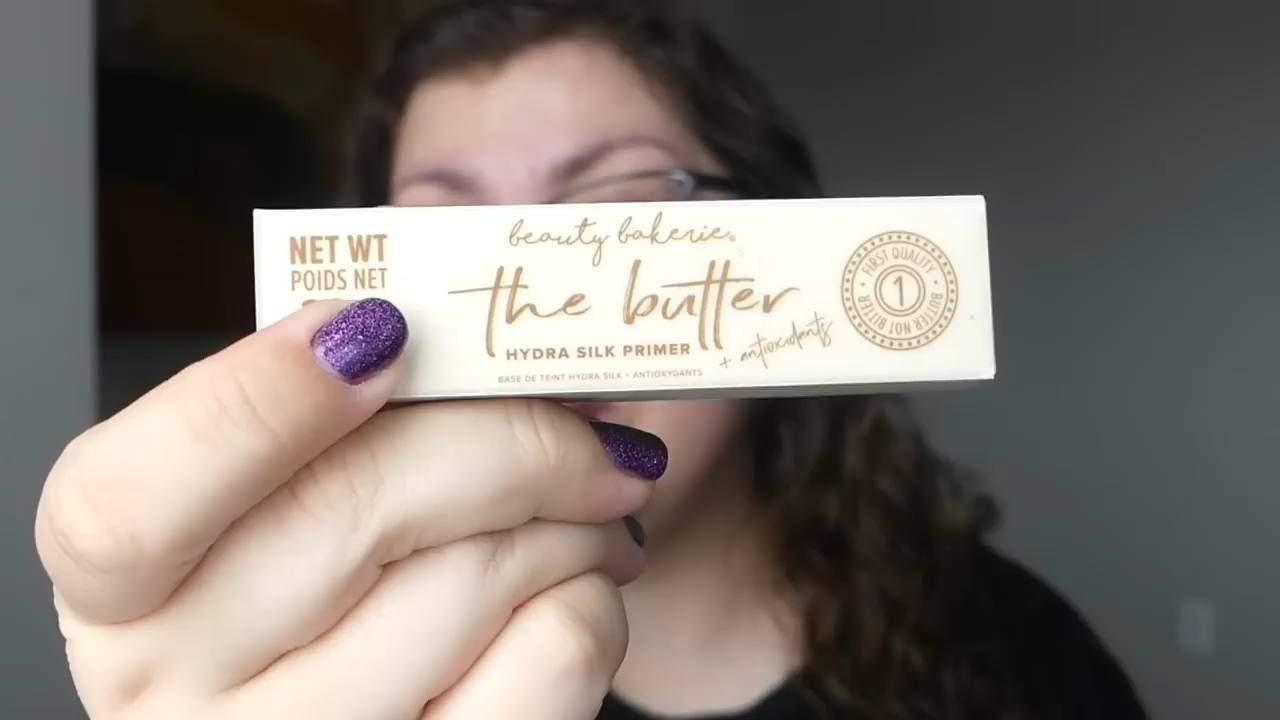 NET WT
POIDS NET
beauty bakerie®
the butter
HYDRA SILK PRIMER
+ antioxidants
BASE DE TEINT HYDRA SILK + ANTIOXYDANTS
• FIRST QUALITY •
1
BUTTER NOT BITTER